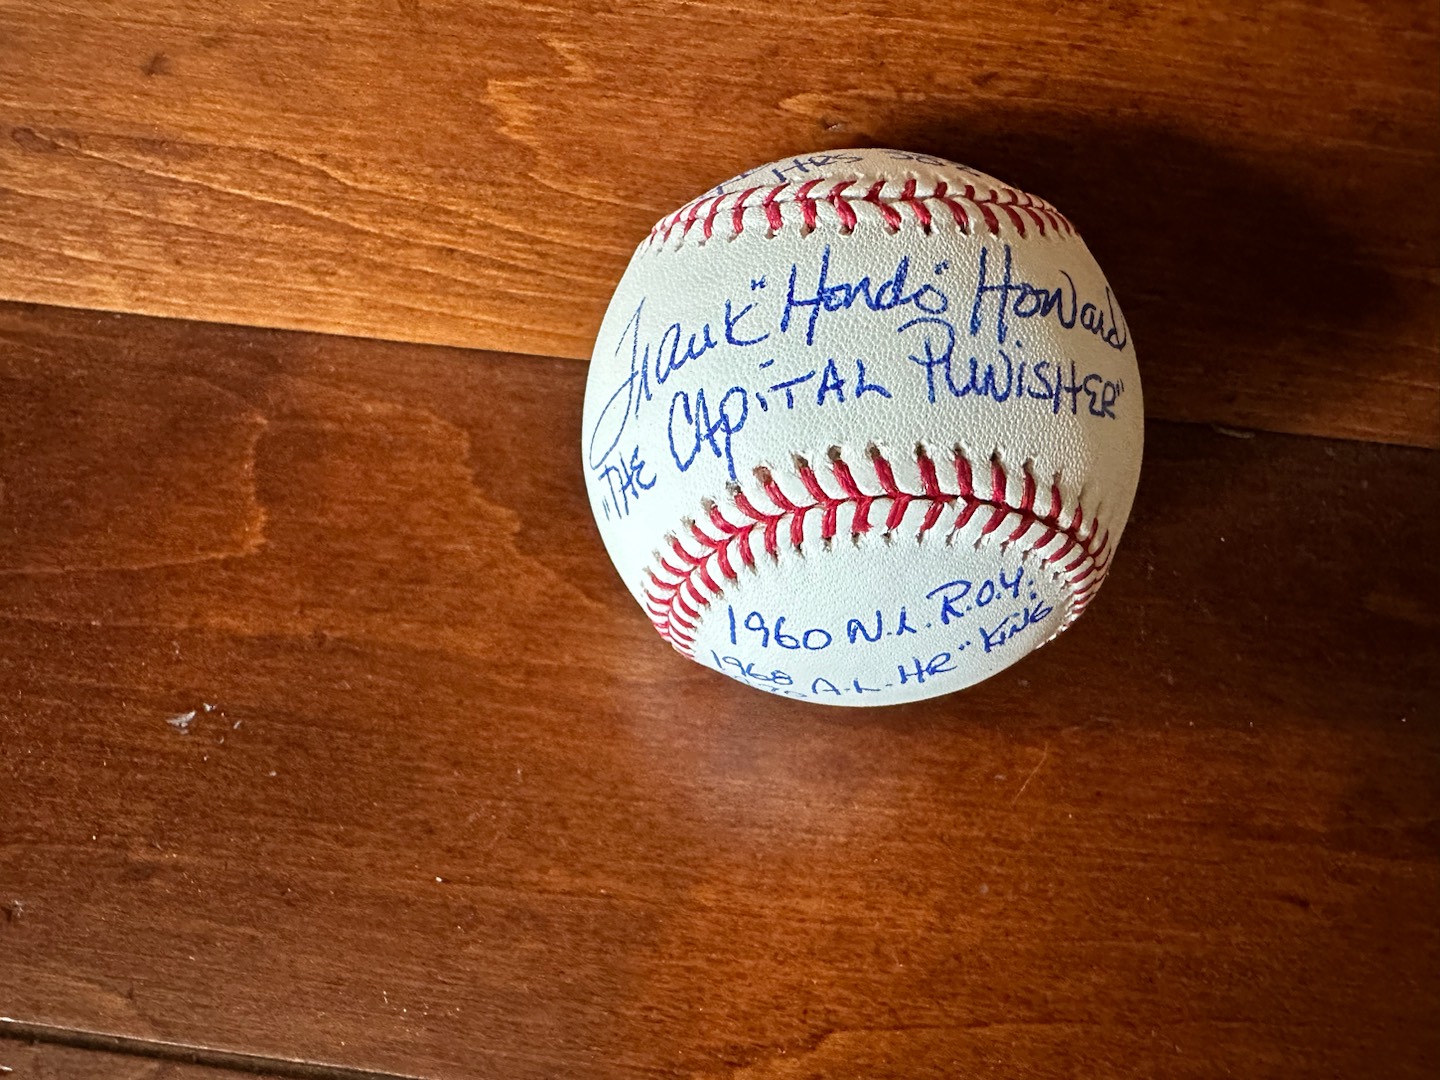 HRS
Frank "Hondo" Howard
"THE CAPiTAL PUNiSHER"
1960 N.L. R.O.Y.
1968 A.L. HR "KiNG